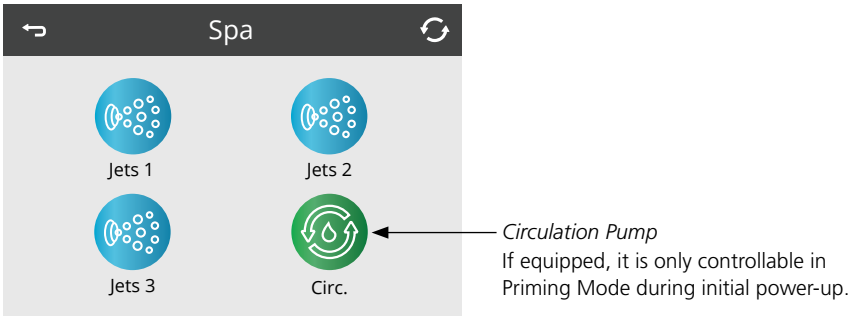 Spa
Jets 1
Jets 2
Jets 3
Circ.
Circulation Pump
If equipped, it is only controllable in
Priming Mode during initial power-up.